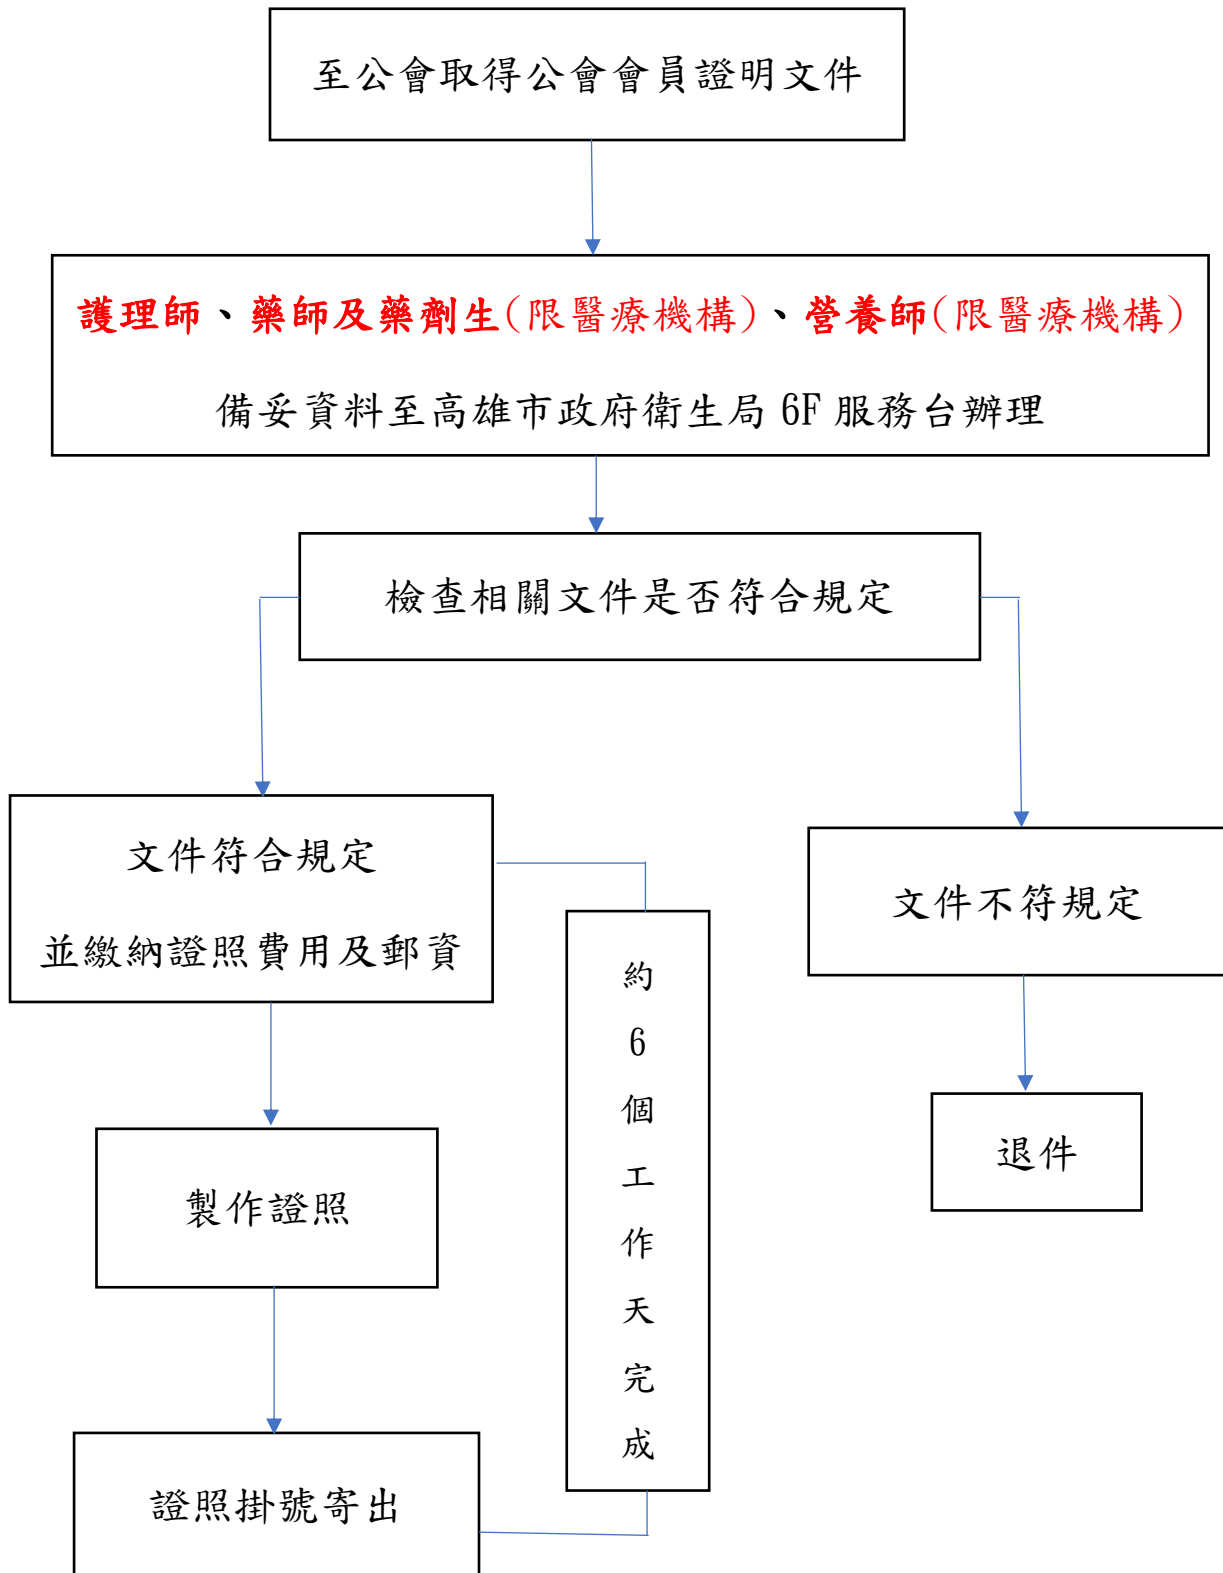 至公會取得公會會員證明文件
護理師、藥師及藥劑生(限醫療機構)、營養師(限醫療機構)
備妥資料至高雄市政府衛生局 6F 服務台辦理
檢查相關文件是否符合規定
文件符合規定
並繳納證照費用及郵資
文件不符規定
約
6
個
工
作
天
完
成
退件
製作證照
證照掛號寄出